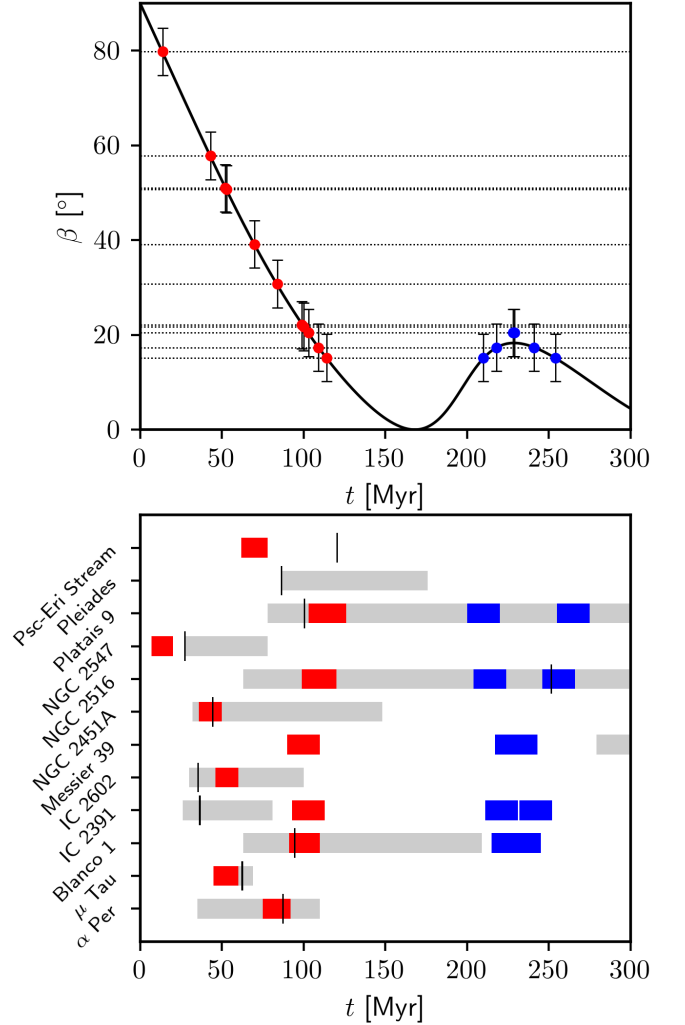 80
60
40
20
0
β [°]
0 50 100 150 200 250 300
t [Myr]
Psc-Eri Stream
Pleiades
Platais 9
NGC 2547
NGC 2516
NGC 2451A
Messier 39
IC 2602
IC 2391
Blanco 1
μ Tau
α Per
0 50 100 150 200 250 300
t [Myr]